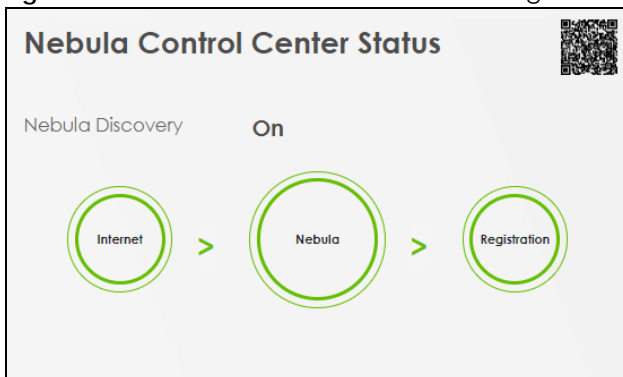 Nebula Control Center Status
Nebula Discovery On
Internet > Nebula > Registration